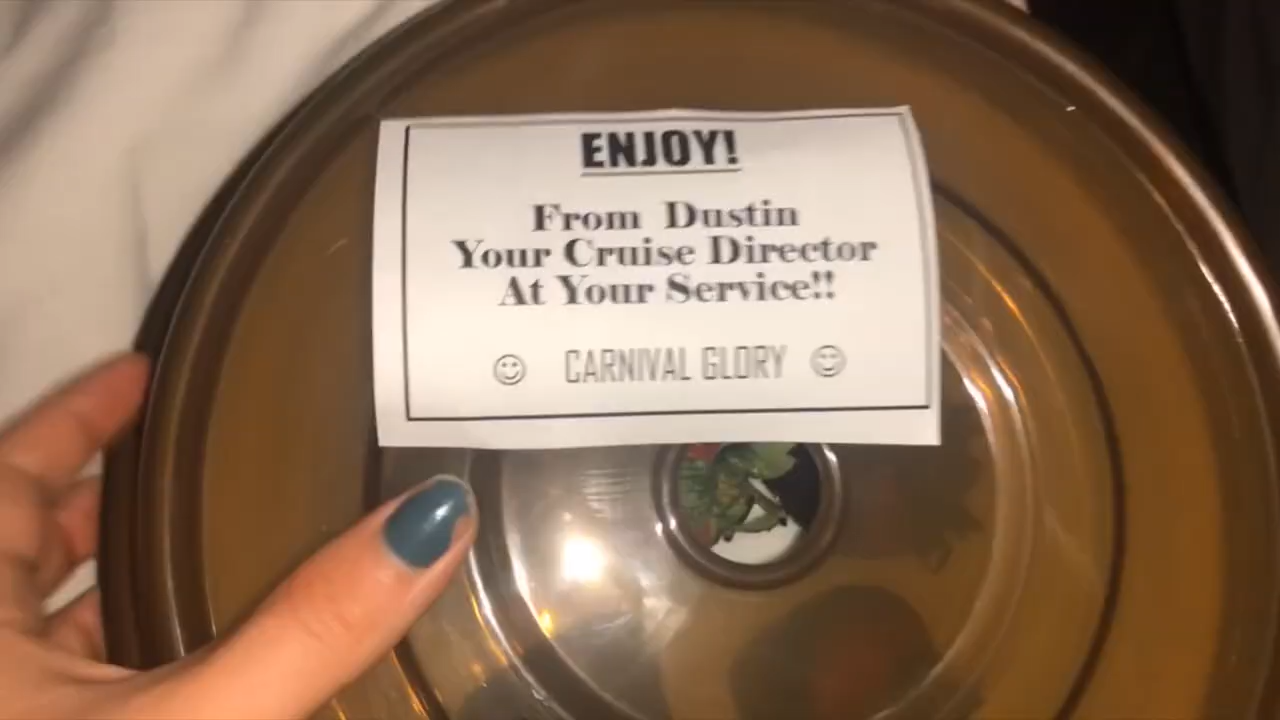 ENJOY!
From Dustin
Your Cruise Director
At Your Service!!
☺ CARNIVAL GLORY ☺